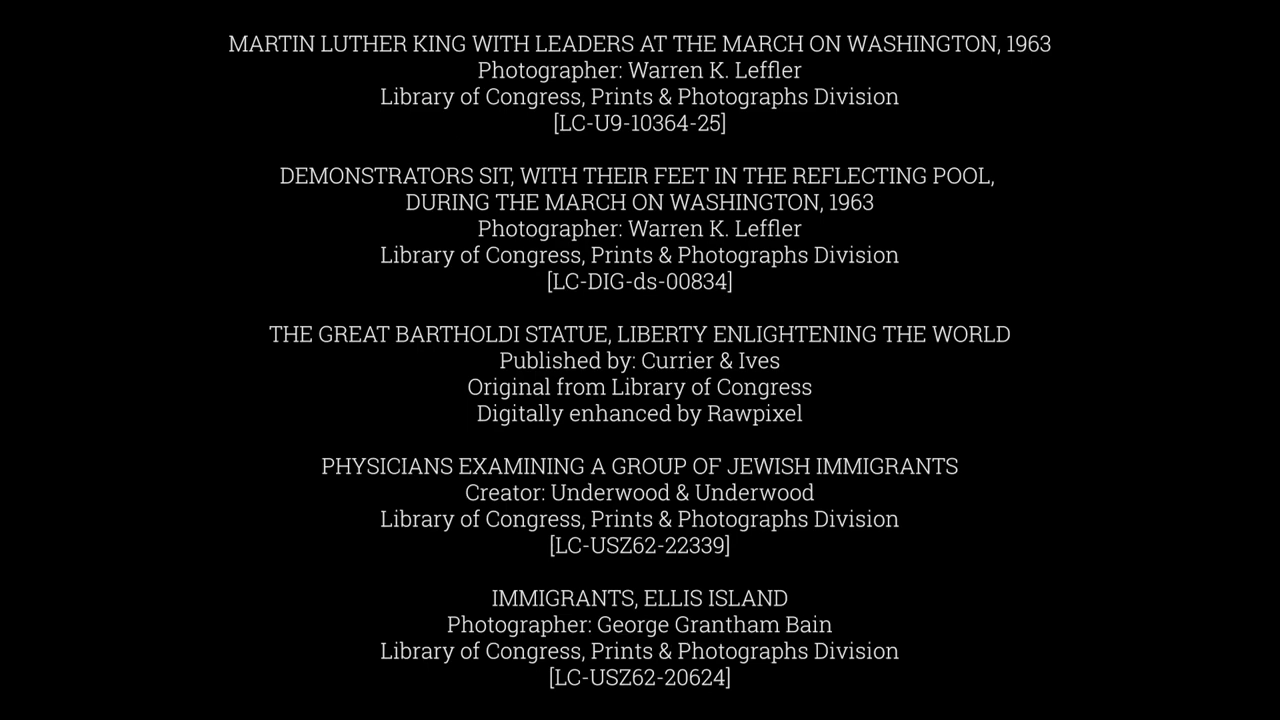 MARTIN LUTHER KING WITH LEADERS AT THE MARCH ON WASHINGTON, 1963
Photographer: Warren K. Leffler
Library of Congress, Prints & Photographs Division
[LC-U9-10364-25]
DEMONSTRATORS SIT, WITH THEIR FEET IN THE REFLECTING POOL,
DURING THE MARCH ON WASHINGTON, 1963
Photographer: Warren K. Leffler
Library of Congress, Prints & Photographs Division
[LC-DIG-ds-00834]
THE GREAT BARTHOLDI STATUE, LIBERTY ENLIGHTENING THE WORLD
Published by: Currier & Ives
Original from Library of Congress
Digitally enhanced by Rawpixel
PHYSICIANS EXAMINING A GROUP OF JEWISH IMMIGRANTS
Creator: Underwood & Underwood
Library of Congress, Prints & Photographs Division
[LC-USZ62-22339]
IMMIGRANTS, ELLIS ISLAND
Photographer: George Grantham Bain
Library of Congress, Prints & Photographs Division
[LC-USZ62-20624]